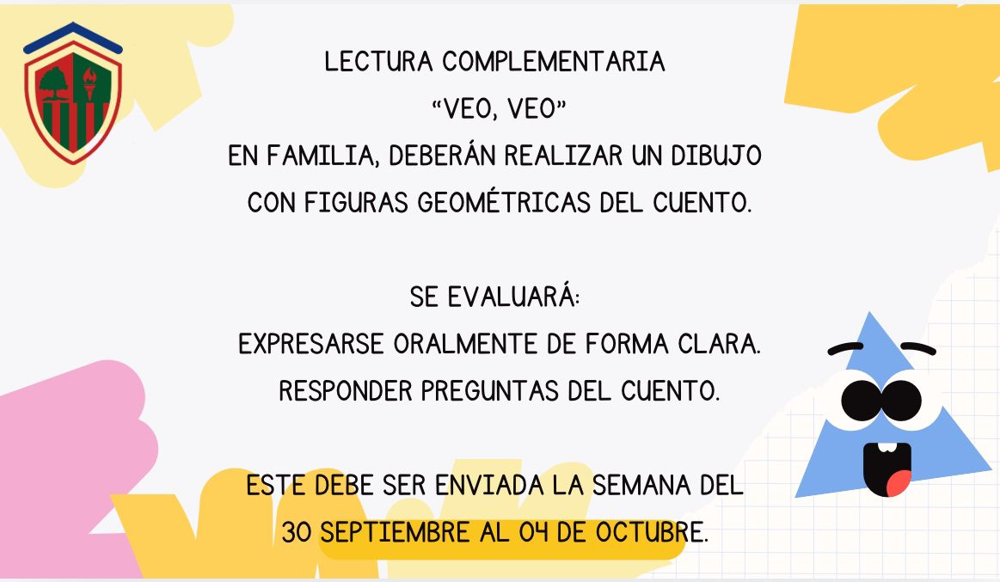 LECTURA COMPLEMENTARIA
“VEO, VEO”
EN FAMILIA, DEBERÁN REALIZAR UN DIBUJO
CON FIGURAS GEOMÉTRICAS DEL CUENTO.
SE EVALUARÁ:
EXPRESARSE ORALMENTE DE FORMA CLARA.
RESPONDER PREGUNTAS DEL CUENTO.
ESTE DEBE SER ENVIADA LA SEMANA DEL
30 SEPTIEMBRE AL 04 DE OCTUBRE.